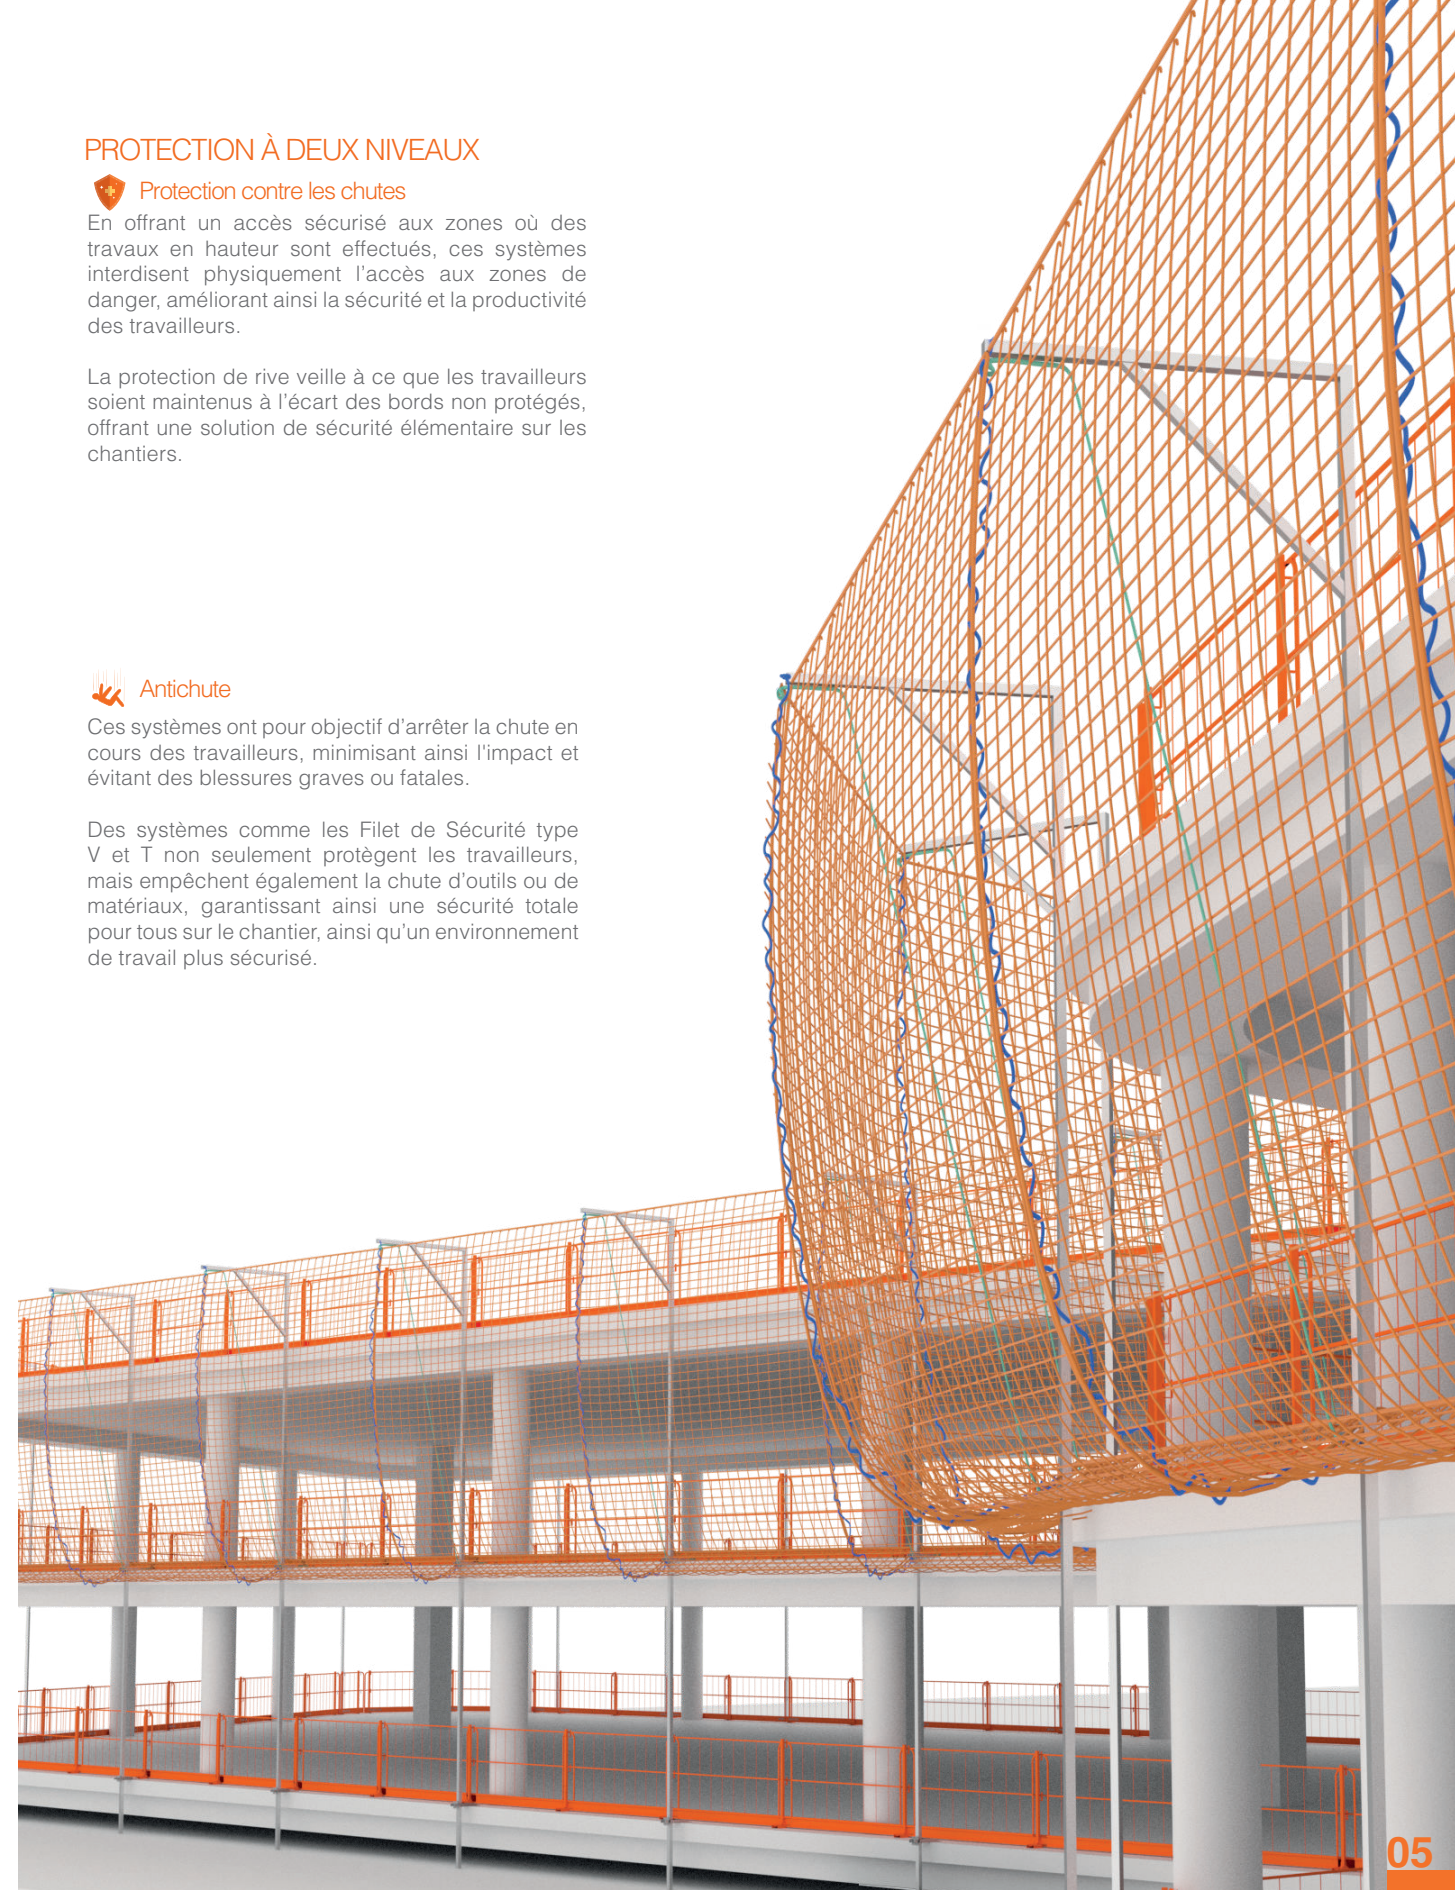 PROTECTION À DEUX NIVEAUX
Protection contre les chutes
En offrant un accès sécurisé aux zones où des
travaux en hauteur sont effectués, ces systèmes
interdisent physiquement l’accès aux zones de
danger, améliorant ainsi la sécurité et la productivité
des travailleurs.
La protection de rive veille à ce que les travailleurs
soient maintenus à l’écart des bords non protégés,
offrant une solution de sécurité élémentaire sur les
chantiers.
Antichute
Ces systèmes ont pour objectif d’arrêter la chute en
cours des travailleurs, minimisant ainsi l'impact et
évitant des blessures graves ou fatales.
Des systèmes comme les Filet de Sécurité type
V et T non seulement protègent les travailleurs,
mais empêchent également la chute d’outils ou de
matériaux, garantissant ainsi une sécurité totale
pour tous sur le chantier, ainsi qu’un environnement
de travail plus sécurisé.
05